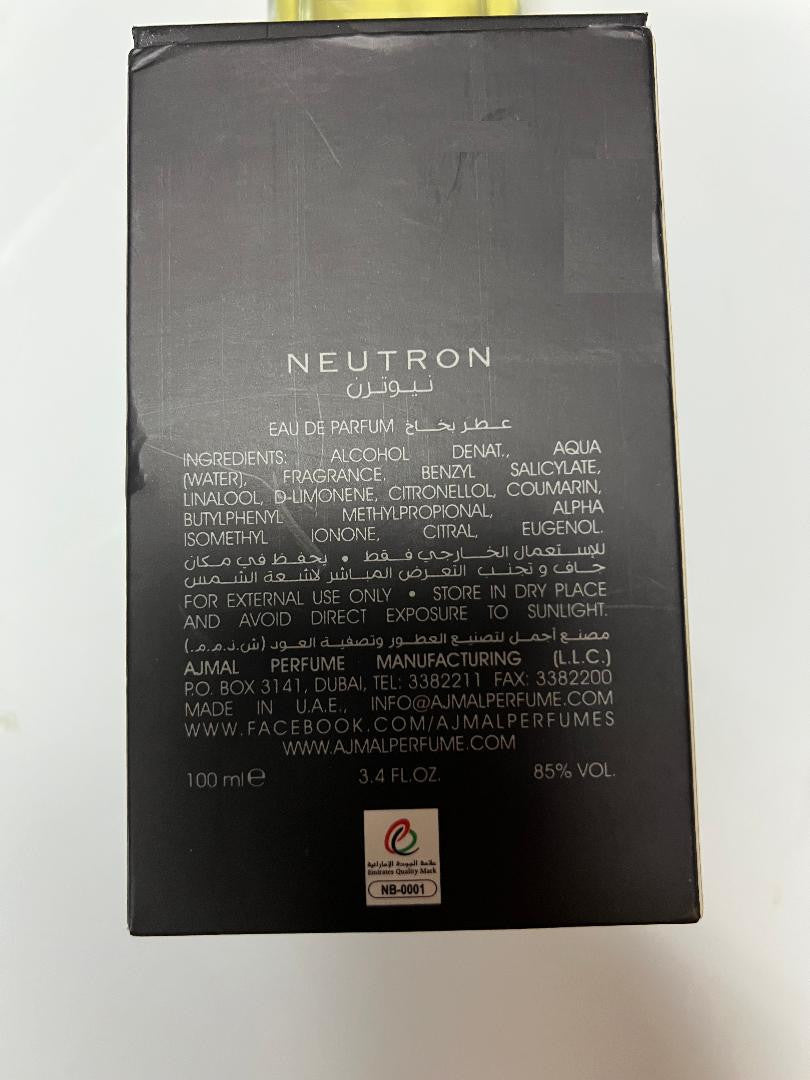 NEUTRON
نيوترن
EAU DE PARFUM عطر بخاخ
INGREDIENTS: ALCOHOL DENAT., AQUA
(WATER), FRAGRANCE, BENZYL SALICYLATE,
LINALOOL, D-LIMONENE, CITRONELLOL, COUMARIN,
BUTYLPHENYL METHYLPROPIONAL, ALPHA
ISOMETHYL IONONE, CITRAL, EUGENOL.
للإستعمال الخارجي فقط • يحفظ في مكان
جاف و تجنب التعرض المباشر لاشعة الشمس
FOR EXTERNAL USE ONLY • STORE IN DRY PLACE
AND AVOID DIRECT EXPOSURE TO SUNLIGHT.
مصنع أجمل لتصنيع العطور وتصفية العود (ش.ذ.م.م.)
AJMAL PERFUME MANUFACTURING (L.L.C.)
P.O. BOX 3141, DUBAI, TEL: 3382211 FAX: 3382200
MADE IN U.A.E., INFO@AJMALPERFUME.COM
WWW.FACEBOOK.COM/AJMALPERFUMES
WWW.AJMALPERFUME.COM
100 ml e 3.4 FL.OZ. 85% VOL.
علامة الجودة الإماراتية
Emirates Quality Mark
NB-0001